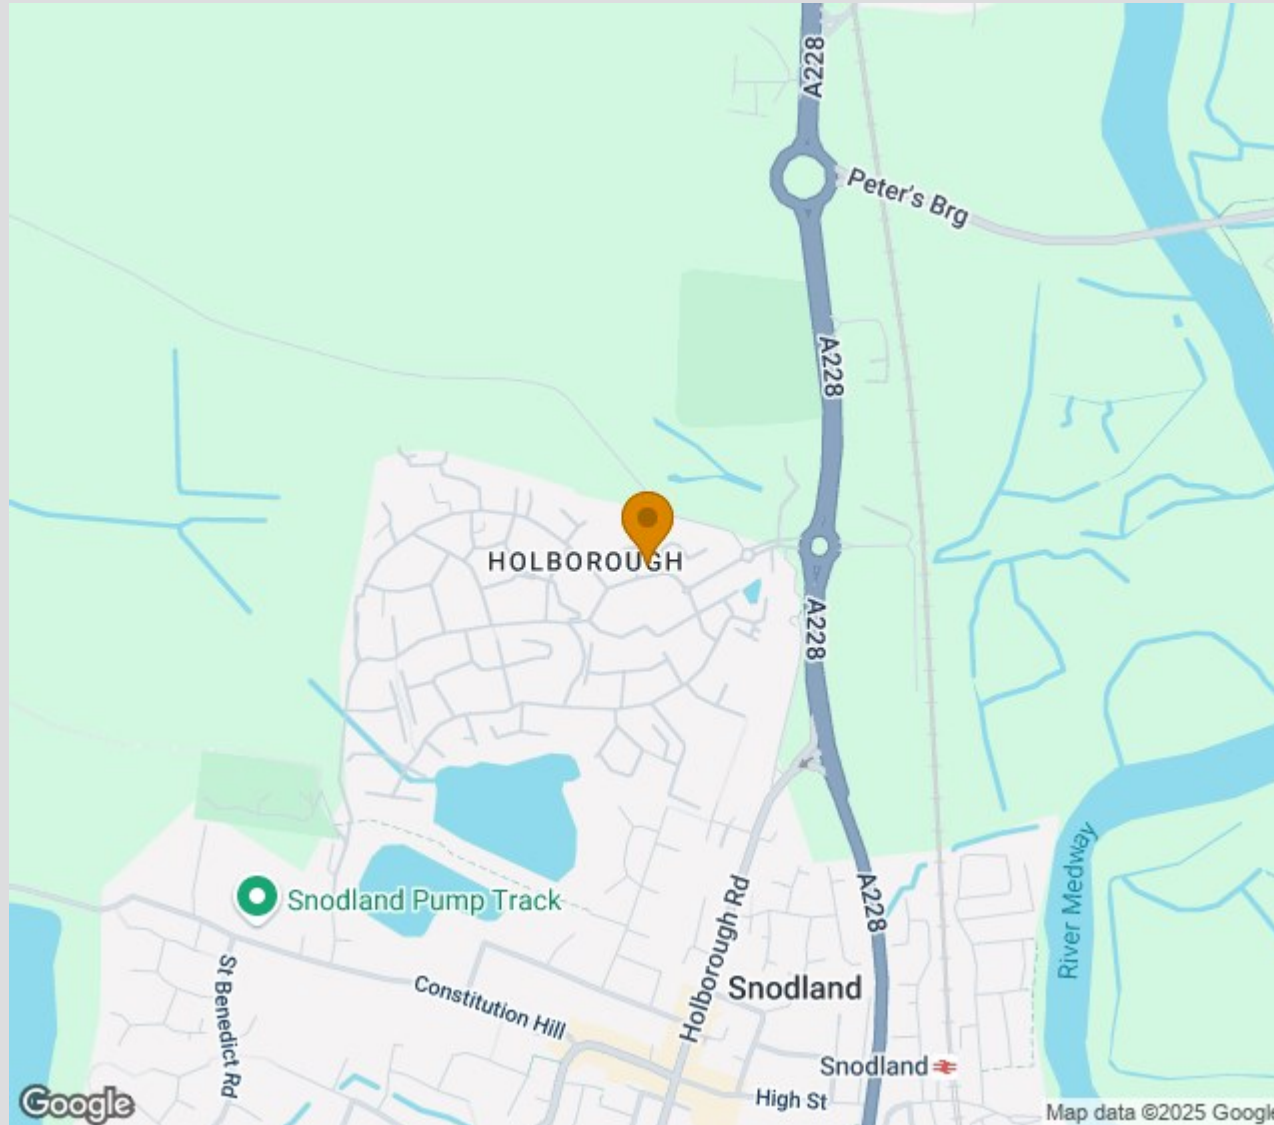 A228
Peter's Brg
A228
HOLBOROUGH
A228
Snodland Pump Track
A228
Holborough Rd
River Medway
St Benedict Rd
Constitution Hill
Snodland
Snodland
High St
Google
Map data ©2025 Google